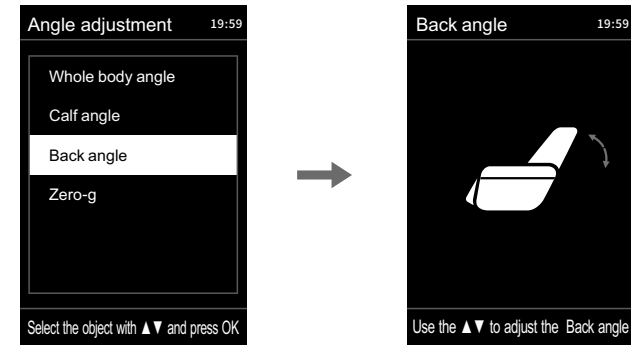 Angle adjustment 19:59
Whole body angle
Calf angle
Back angle
Zero-g
Select the object with ▲▼ and press OK
Back angle 19:59
Use the ▲▼ to adjust the Back angle